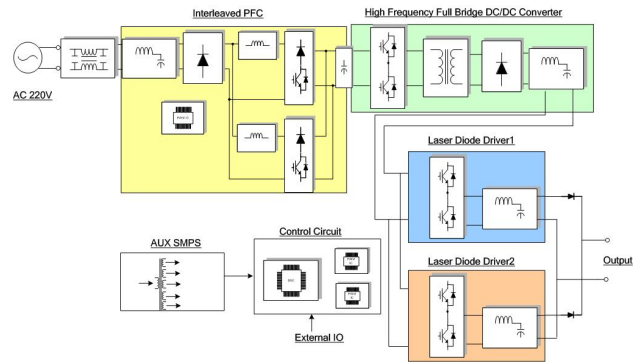 Interleaved PFC
High Frequency Full Bridge DC/DC Converter
AC 220V
Laser Diode Driver1
AUX SMPS
Control Circuit
Laser Diode Driver2
Output
External IO